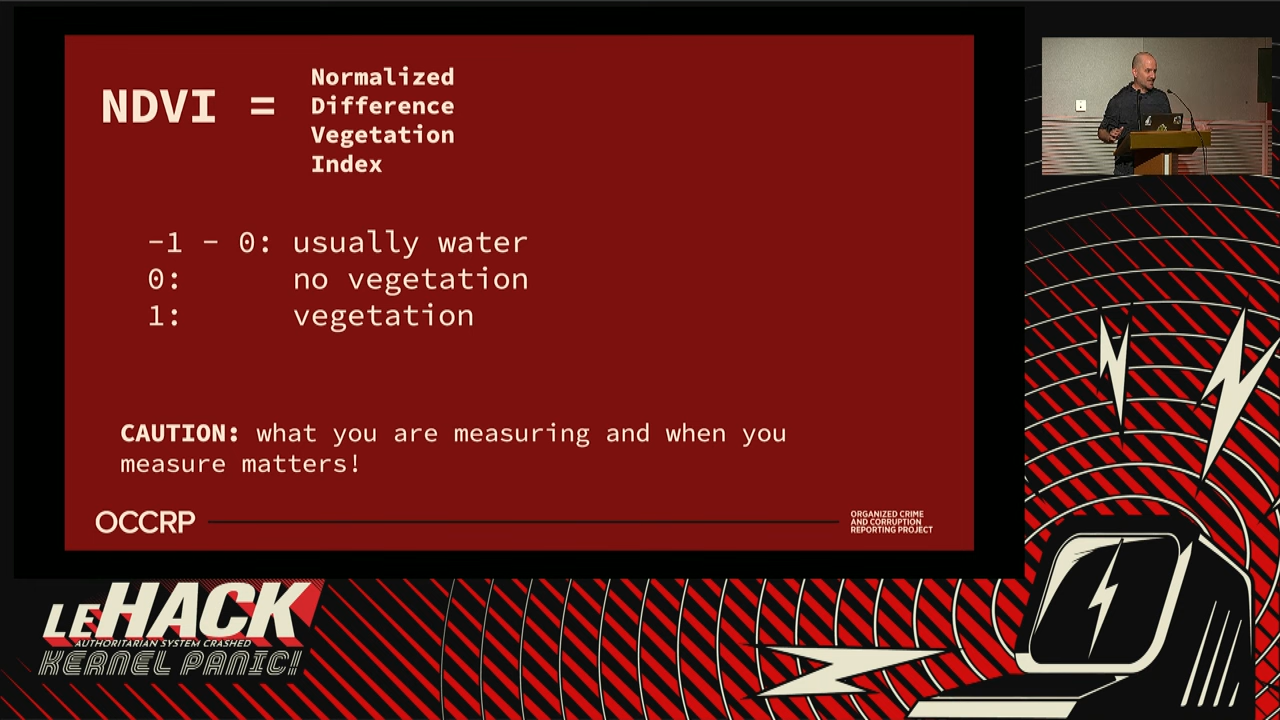 NDVI =
Normalized
Difference
Vegetation
Index
-1 - 0: usually water
0: no vegetation
1: vegetation
CAUTION: what you are measuring and when you
measure matters!
OCCRP
ORGANIZED CRIME
AND CORRUPTION
REPORTING PROJECT
LEHACK
AUTHORITARIAN SYSTEM CRASHED
KERNEL PANIC!